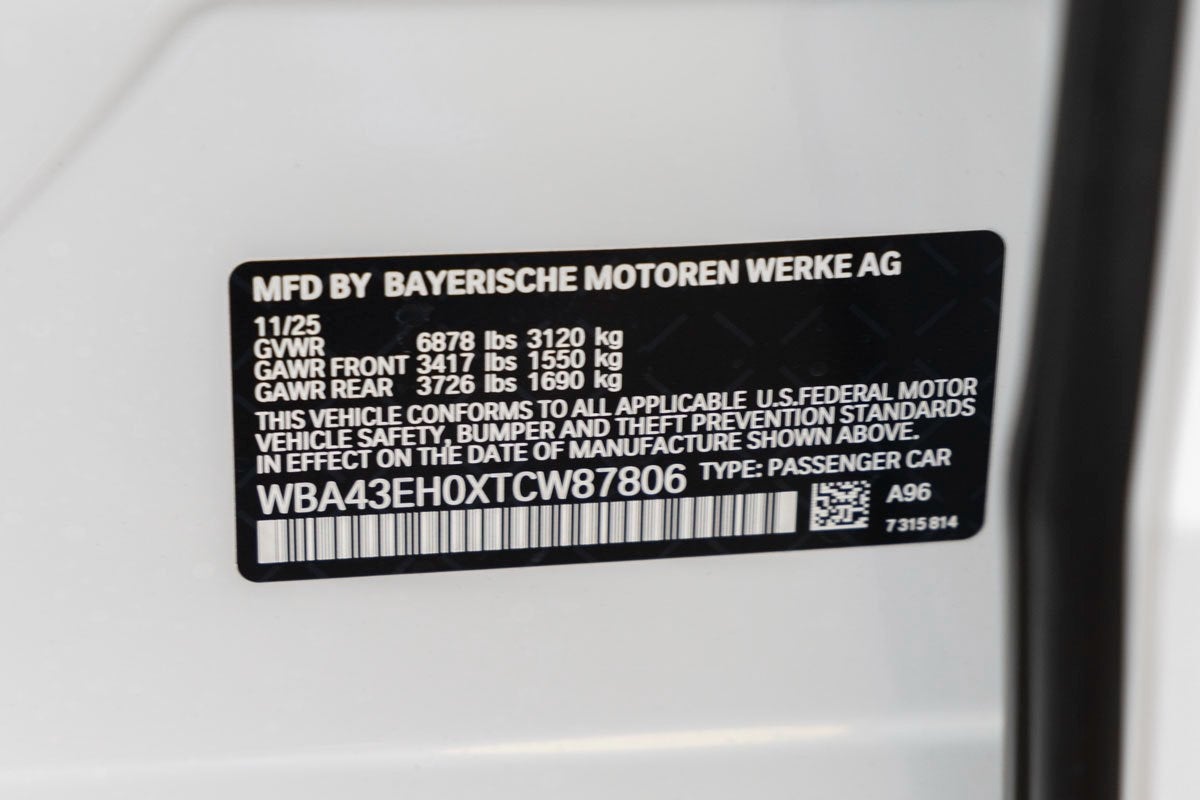 MFD BY BAYERISCHE MOTOREN WERKE AG
11/25
GVWR 6878 lbs 3120 kg
GAWR FRONT 3417 lbs 1550 kg
GAWR REAR 3726 lbs 1690 kg
THIS VEHICLE CONFORMS TO ALL APPLICABLE U.S.FEDERAL MOTOR
VEHICLE SAFETY, BUMPER AND THEFT PREVENTION STANDARDS
IN EFFECT ON THE DATE OF MANUFACTURE SHOWN ABOVE.
WBA43EH0XTCW87806 TYPE: PASSENGER CAR
A96
7315814